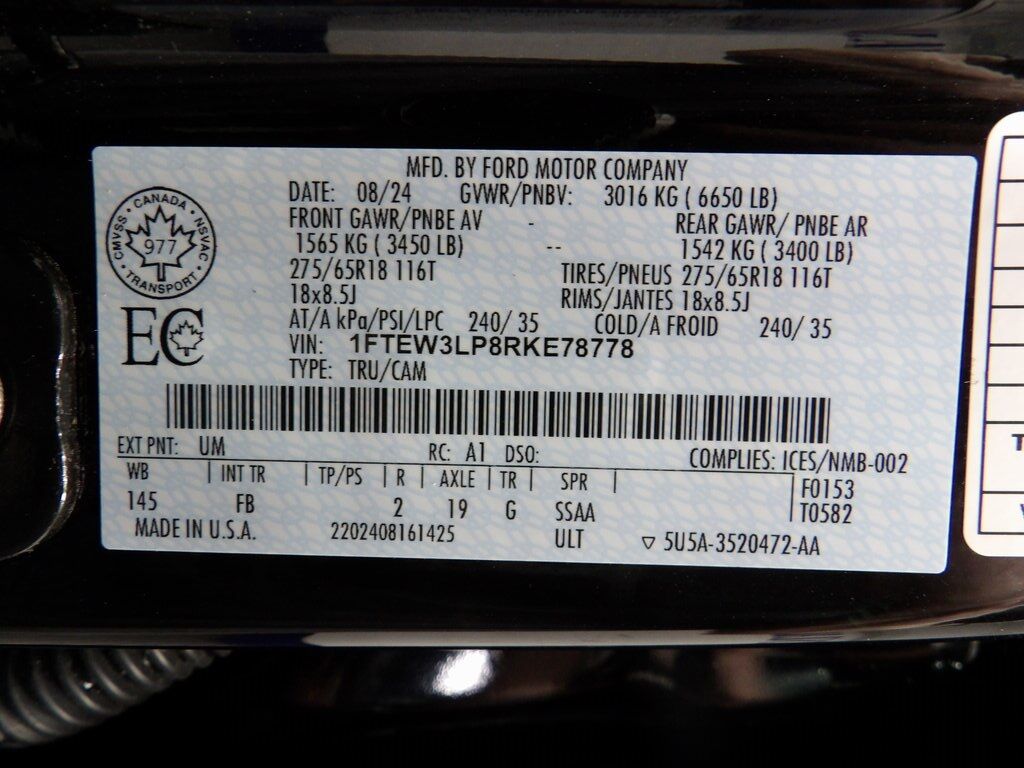 MFD. BY FORD MOTOR COMPANY
DATE: 08/24 GVWR/PNBV: 3016 KG ( 6650 LB)
FRONT GAWR/PNBE AV - REAR GAWR/ PNBE AR
1565 KG ( 3450 LB) -- 1542 KG ( 3400 LB)
275/65R18 116T TIRES/PNEUS 275/65R18 116T
18x8.5J RIMS/JANTES 18x8.5J
AT/A kPa/PSI/LPC 240/ 35 COLD/A FROID 240/ 35
VIN: 1FTEW3LP8RKE78778
TYPE: TRU/CAM
CMVSS · CANADA · NSVAC
977
· TRANSPORT ·
EC
EXT PNT: UM RC: A1 DSO: COMPLIES: ICES/NMB-002
WB | INT TR | TP/PS | R | AXLE | TR | SPR | F0153
145 FB 2 19 G SSAA T0582
MADE IN U.S.A. 2202408161425 ULT ▽ 5U5A-3520472-AA